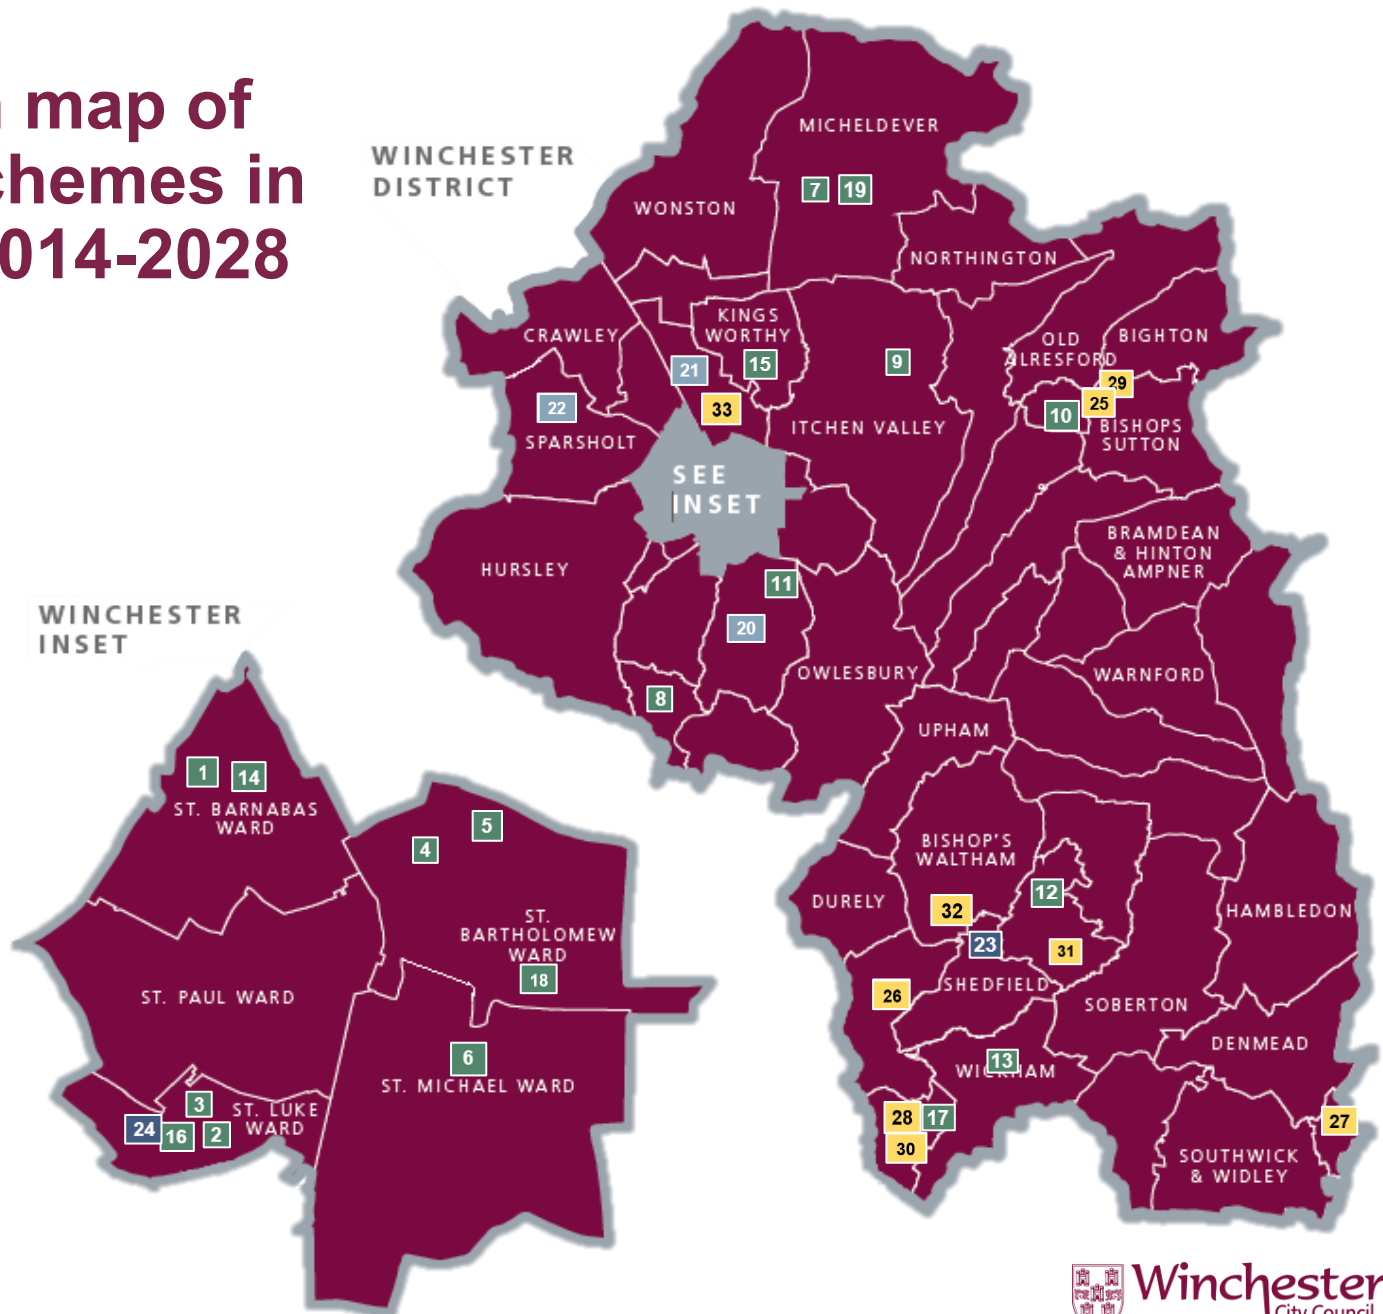 map of
chemes in
014-2028
WINCHESTER
DISTRICT
MICHELDEVER
7
19
WONSTON
NORTHINGTON
KINGS
WORTHY
CRAWLEY
OLD
ALRESFORD
BIGHTON
21
15
9
29
22
33
25
10
ITCHEN VALLEY
BISHOPS
SUTTON
SPARSHOLT
SEE
INSET
BRAMDEAN
& HINTON
AMPNER
HURSLEY
11
20
OWLESBURY
WARNFORD
8
UPHAM
BISHOP'S
WALTHAM
12
DURELY
32
HAMBLEDON
23
31
SHEDFIELD
26
SOBERTON
DENMEAD
13
WICKHAM
28
17
27
30
SOUTHWICK
& WIDLEY
WINCHESTER
INSET
1
14
ST. BARNABAS
WARD
5
4
ST.
BARTHOLOMEW
WARD
18
ST. PAUL WARD
6
ST. MICHAEL WARD
3
ST. LUKE
WARD
24
16
2
Winchester
City Council